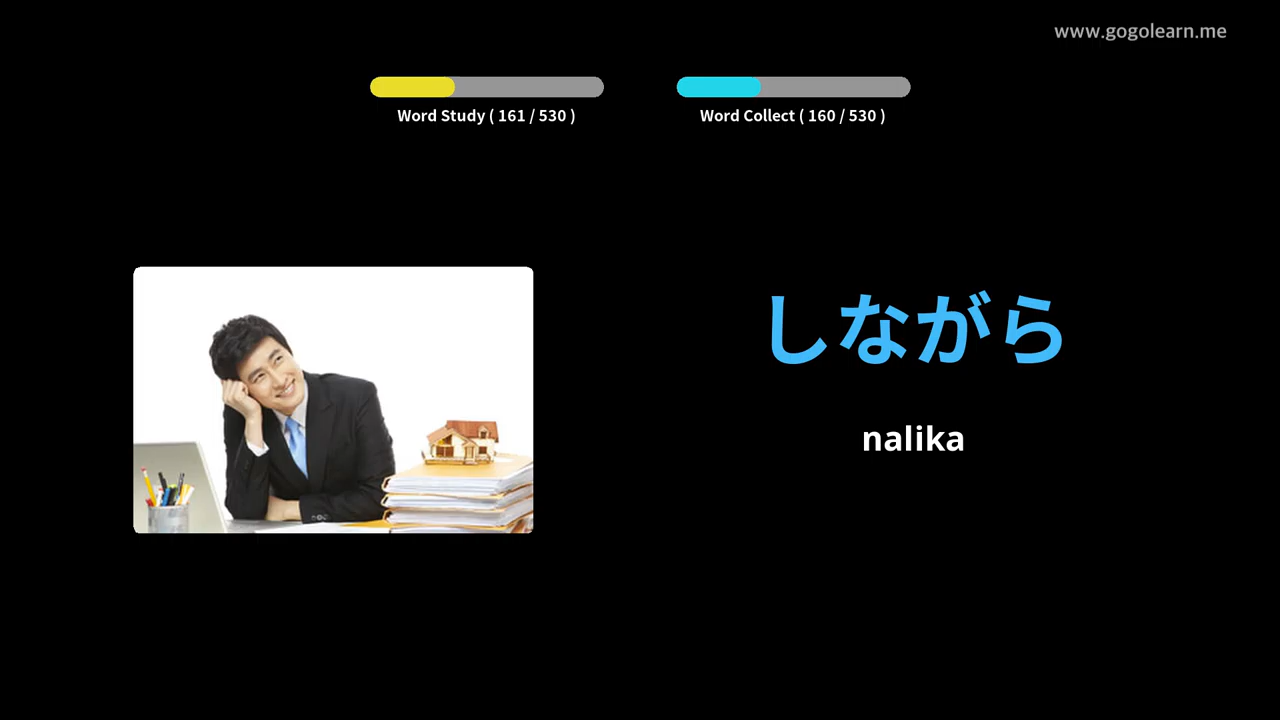 www.gogolearn.me
Word Study ( 161 / 530 )
Word Collect ( 160 / 530 )
しながら
nalika